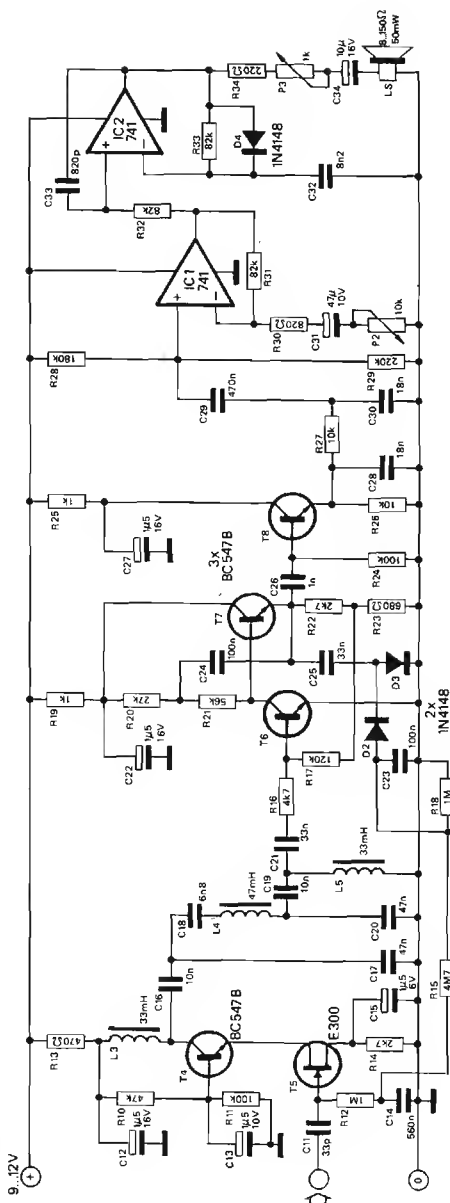 9...12V
+
R13
470Ω
L3
33mH
R10
47k
C12
1µ5
16V
T4
BC547B
R11
100k
C13
1µ5
10V
C11
33p
T5
E300
R12
1M
C14
560n
R14
2k7
C15
1µ5
6V
R15
4M7
0
C16
10n
C17
47n
C18
6n8
L4
47mH
C20
47n
C19
10n
L5
33mH
C21
33n
R16
4k7
R17
120k
R18
1M
C23
100n
D2
D3
2x
1N4148
R19
1k
C22
1µ5
16V
R20
27k
R21
56k
T6
C24
100n
T7
3x
BC547B
C25
33n
R22
2k7
R23
680Ω
C26
1n
R24
100k
R25
1k
C27
1µ5
16V
T8
R26
10k
C28
18n
R27
10k
C29
470n
C30
18n
R28
180k
R29
220k
IC1
741
+
−
R30
820Ω
C31
47µ
10V
P2
10k
R31
82k
R32
82k
C33
820p
IC2
741
+
−
R33
82k
D4
1N4148
C32
8n2
R34
220Ω
P3
1k
C34
10µ
16V
LS
8...150Ω
50mW